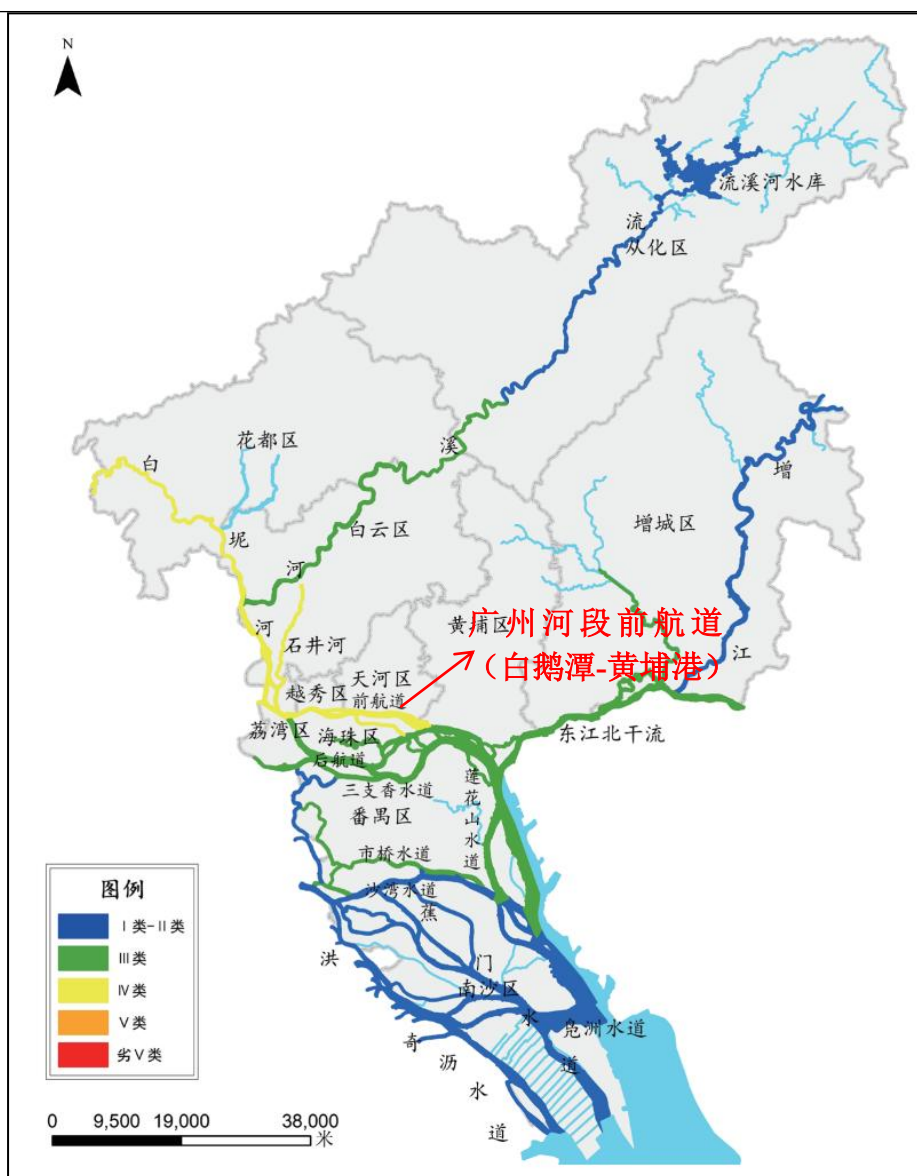 N
流溪河水库
流
从化区
溪
花都区
白
增
白云区
增城区
坭
河
河
石井河
黄埔区
广州河段前航道
(白鹅潭-黄埔港)
江
天河区
越秀区
前航道
荔湾区
海珠区
后航道
东江北干流
三支香水道
莲花山水道
番禺区
市桥水道
沙湾水道
蕉
洪
门
南沙区
水
凫洲水道
奇
道
沥
水
道
图例
I类-II类
III类
IV类
V类
劣V类
0 9,500 19,000 38,000
米